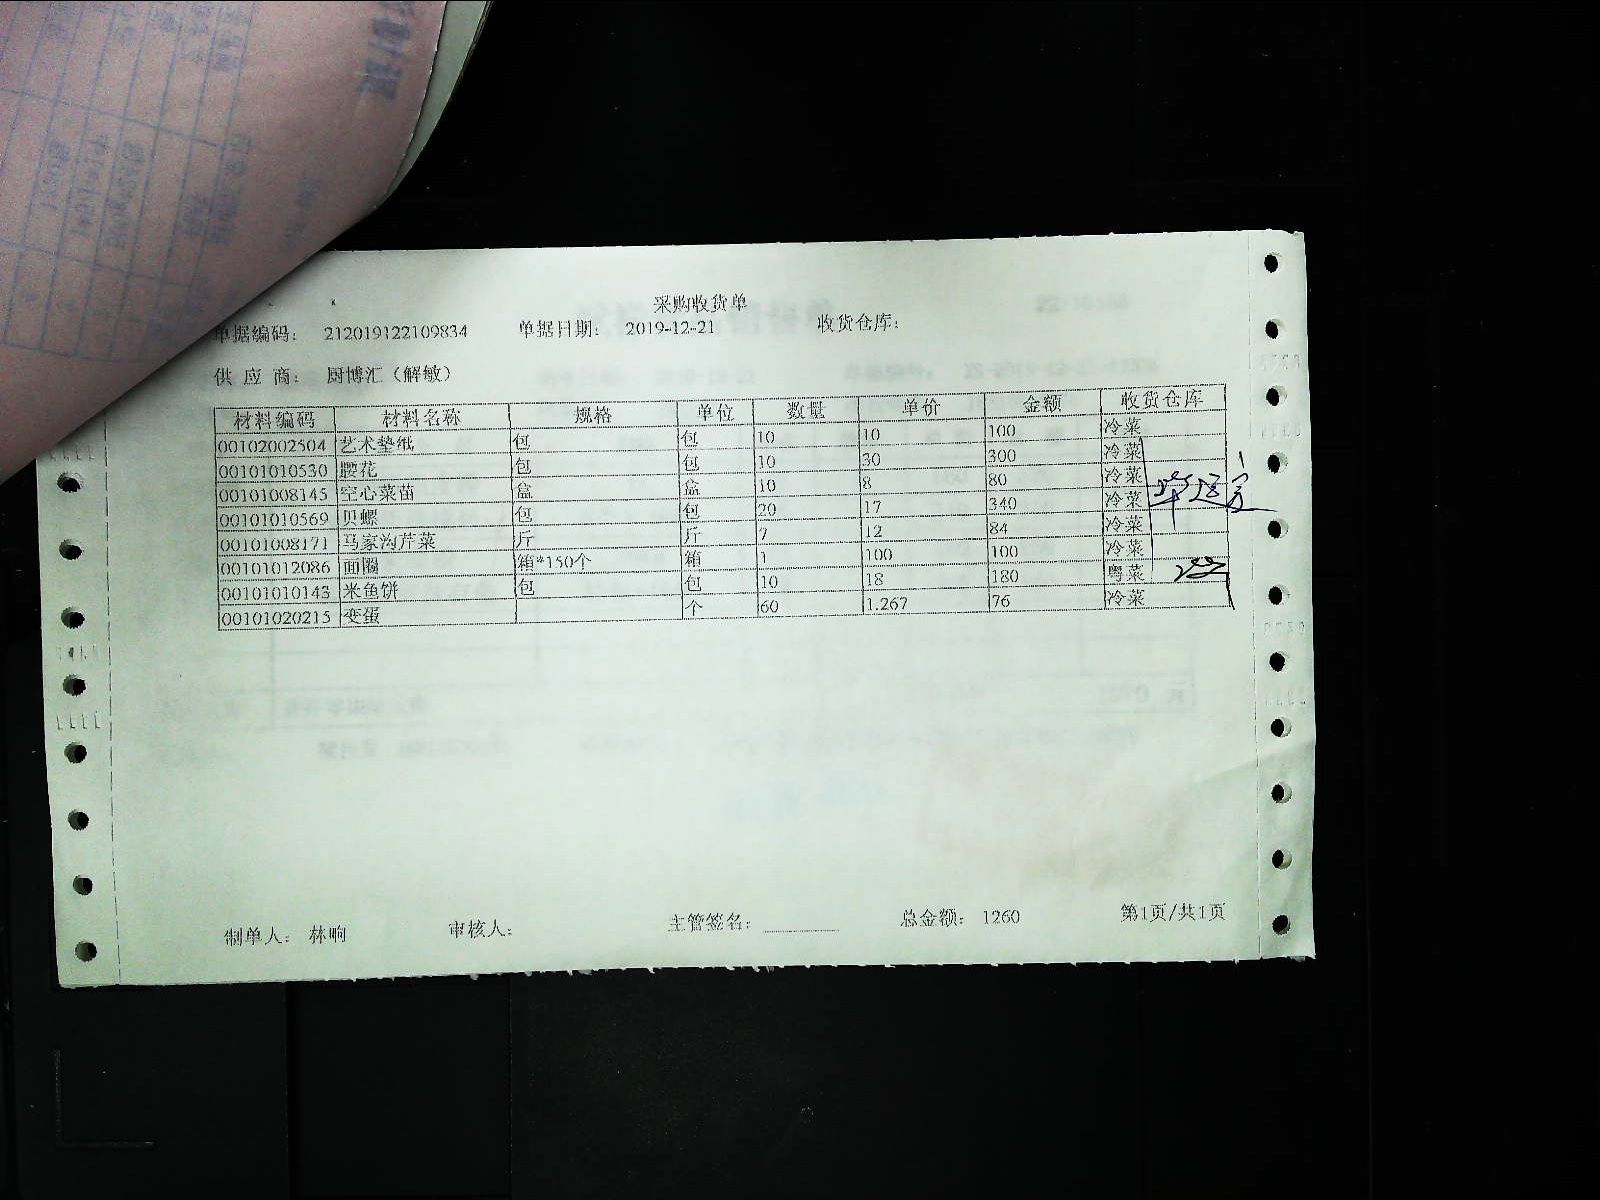 采购收货单
单据编码： 212019122109834 单据日期： 2019-12-21 收货仓库：
供 应 商： 厨博汇（解敏）
材料编码 材料名称 规格 单位 数量 单价 金额 收货仓库
00102002504 艺术垫纸 包 包 10 10 100 冷菜
00101010530 腰花 包 包 10 30 300 冷菜
00101008145 空心菜苗 盒 盒 10 8 80 冷菜
00101010569 贝螺 包 包 20 17 340 冷菜
00101008171 马家沟芹菜 斤 斤 7 12 84 冷菜
00101012086 面圈 箱*150个 箱 1 100 100 冷菜
00101010143 米鱼饼 包 包 10 18 180 粤菜
00101020215 变蛋 个 60 1.267 76 冷菜
制单人： 林响 审核人： 主管签名： 总金额： 1260 第1页/共1页